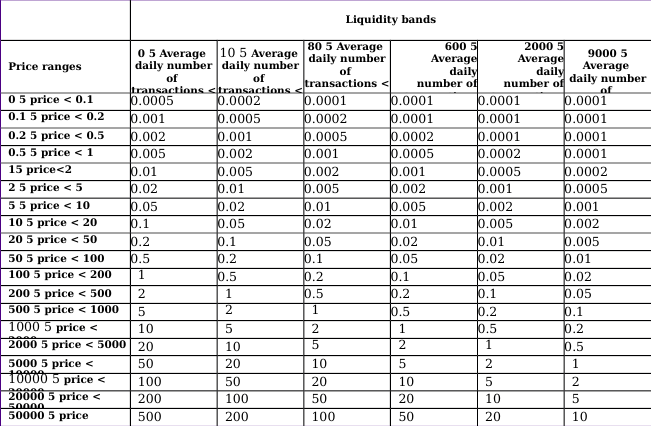 Liquidity bands
Price ranges
0 5 Average daily number of transactions <
10 5 Average daily number of transactions <
80 5 Average daily number of transactions <
600 5 Average daily number of
2000 5 Average daily number of
9000 5 Average daily number of
0 5 price < 0.1 0.0005 0.0002 0.0001 0.0001 0.0001 0.0001
0.1 5 price < 0.2 0.001 0.0005 0.0002 0.0001 0.0001 0.0001
0.2 5 price < 0.5 0.002 0.001 0.0005 0.0002 0.0001 0.0001
0.5 5 price < 1 0.005 0.002 0.001 0.0005 0.0002 0.0001
15 price<2 0.01 0.005 0.002 0.001 0.0005 0.0002
2 5 price < 5 0.02 0.01 0.005 0.002 0.001 0.0005
5 5 price < 10 0.05 0.02 0.01 0.005 0.002 0.001
10 5 price < 20 0.1 0.05 0.02 0.01 0.005 0.002
20 5 price < 50 0.2 0.1 0.05 0.02 0.01 0.005
50 5 price < 100 0.5 0.2 0.1 0.05 0.02 0.01
100 5 price < 200 1 0.5 0.2 0.1 0.05 0.02
200 5 price < 500 2 1 0.5 0.2 0.1 0.05
500 5 price < 1000 5 2 1 0.5 0.2 0.1
1000 5 price < 10 5 2 1 0.5 0.2
2000 5 price < 5000 20 10 5 2 1 0.5
5000 5 price < 50 20 10 5 2 1
10000 5 price < 100 50 20 10 5 2
20000 5 price < 200 100 50 20 10 5
50000 5 price 500 200 100 50 20 10